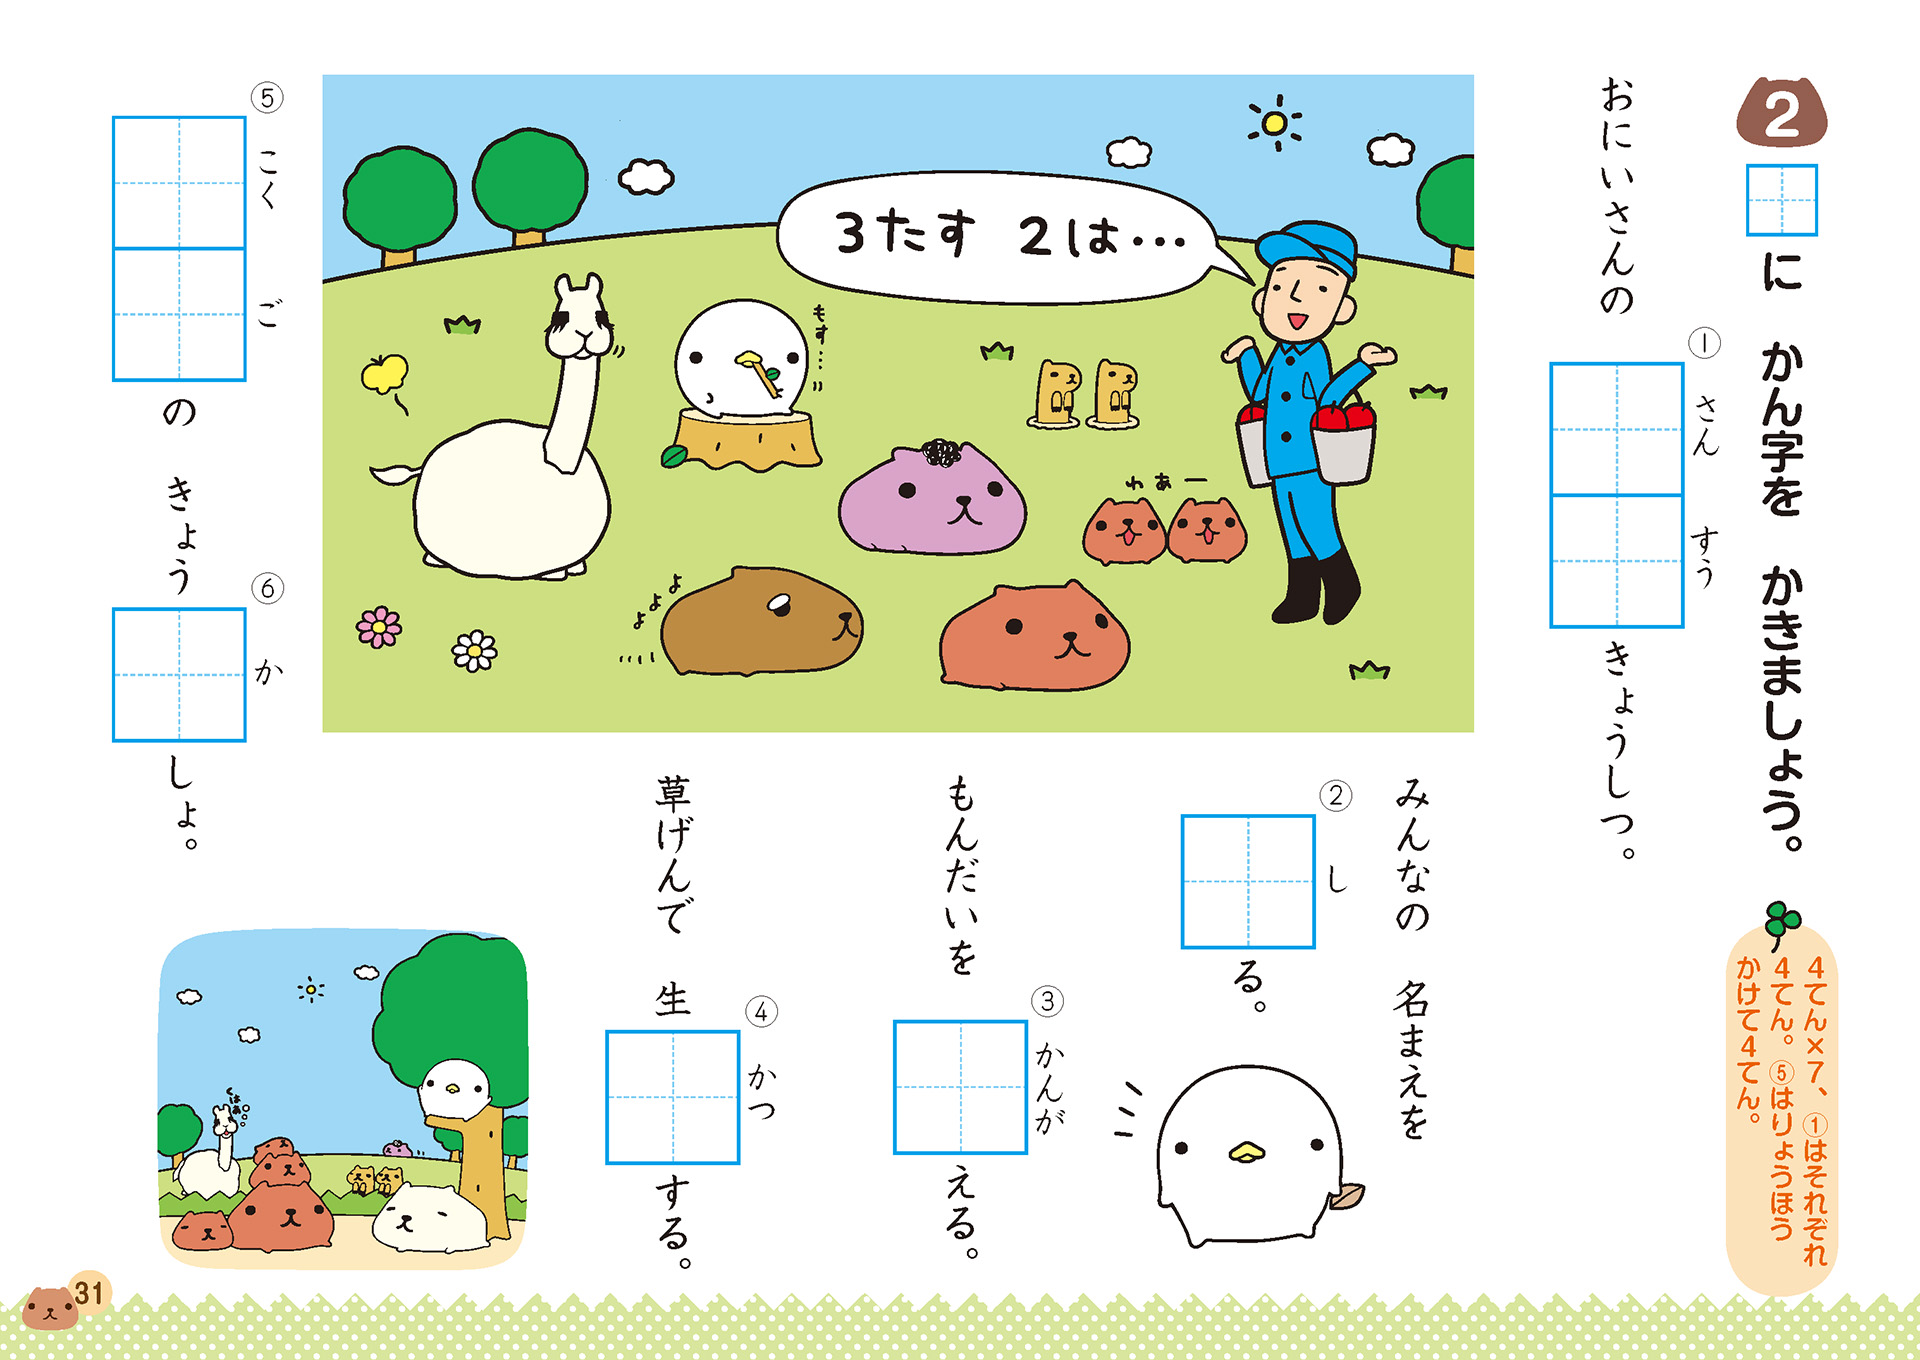 2
に かん字を かきましょう。
4てん×7、①はそれぞれ
4てん。⑤はりょうほう
かけて4てん。
おにいさんの
①
さん すう
きょうしつ。
3たす 2は…
もす…
わあー
よよよ
みんなの 名まえを
②
し
る。
もんだいを
③
かんが
える。
草げんで 生
④
かつ
する。
⑤
こく ご
の きょう
⑥
か
しょ。
くはぁ
31